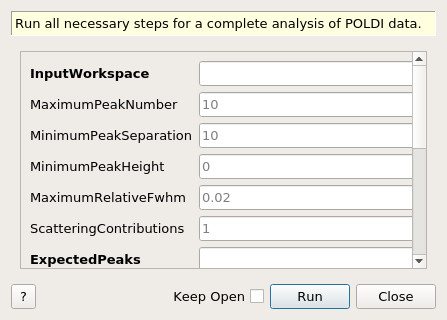 Run all necessary steps for a complete analysis of POLDI data.
InputWorkspace
MaximumPeakNumber 10
MinimumPeakSeparation 10
MinimumPeakHeight 0
MaximumRelativeFwhm 0.02
ScatteringContributions 1
ExpectedPeaks
? Keep Open Run Close